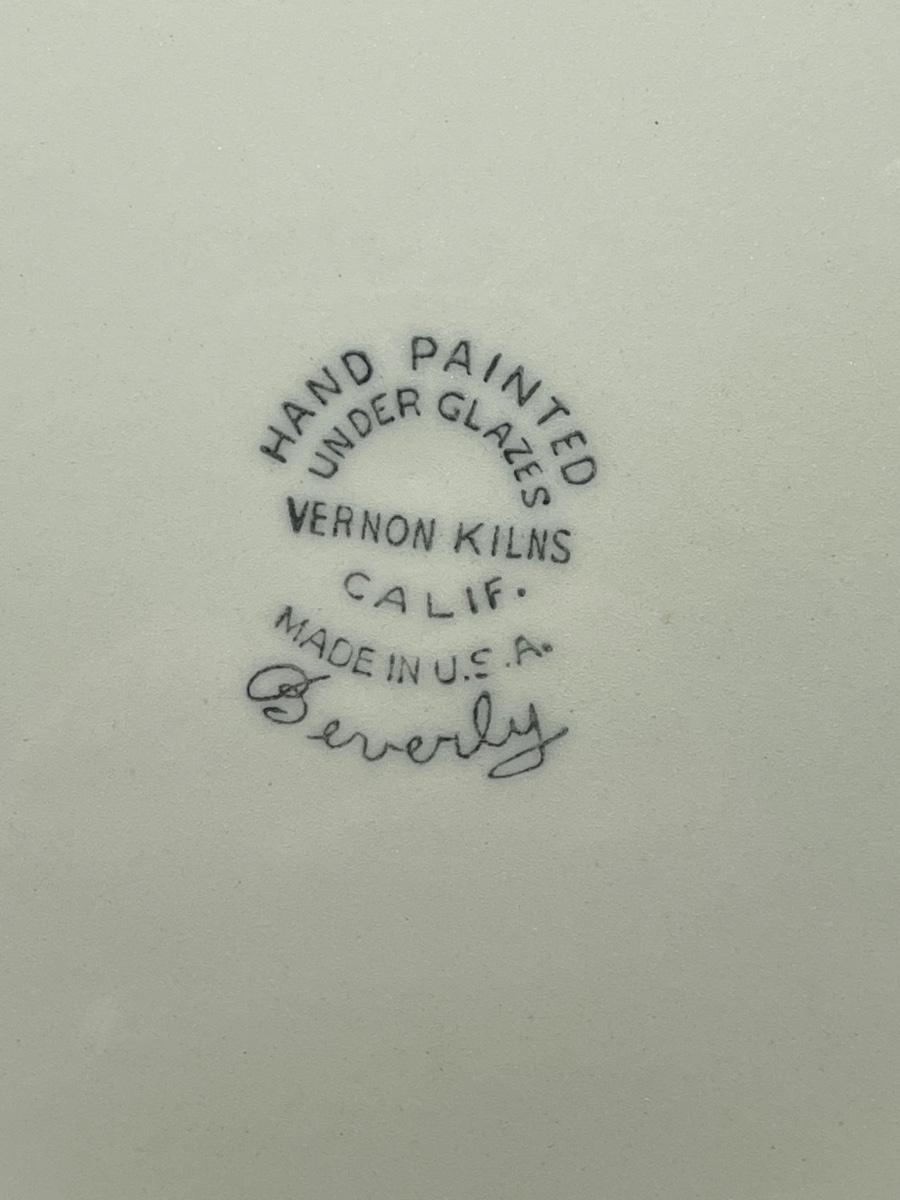 HAND PAINTED
UNDER GLAZES
VERNON KILNS
CALIF.
MADE IN U.S.A.
Beverly